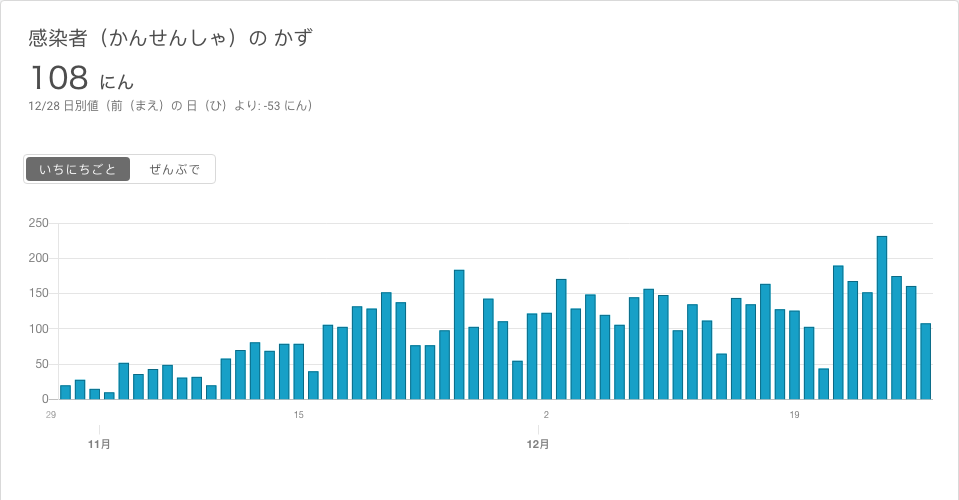 感染者（かんせんしゃ）の かず
108 にん
12/28 日別値（前（まえ）の 日（ひ）より: -53 にん）
いちにちごと ぜんぶで
250
200
150
100
50
0
29 15 2 19
11月 12月